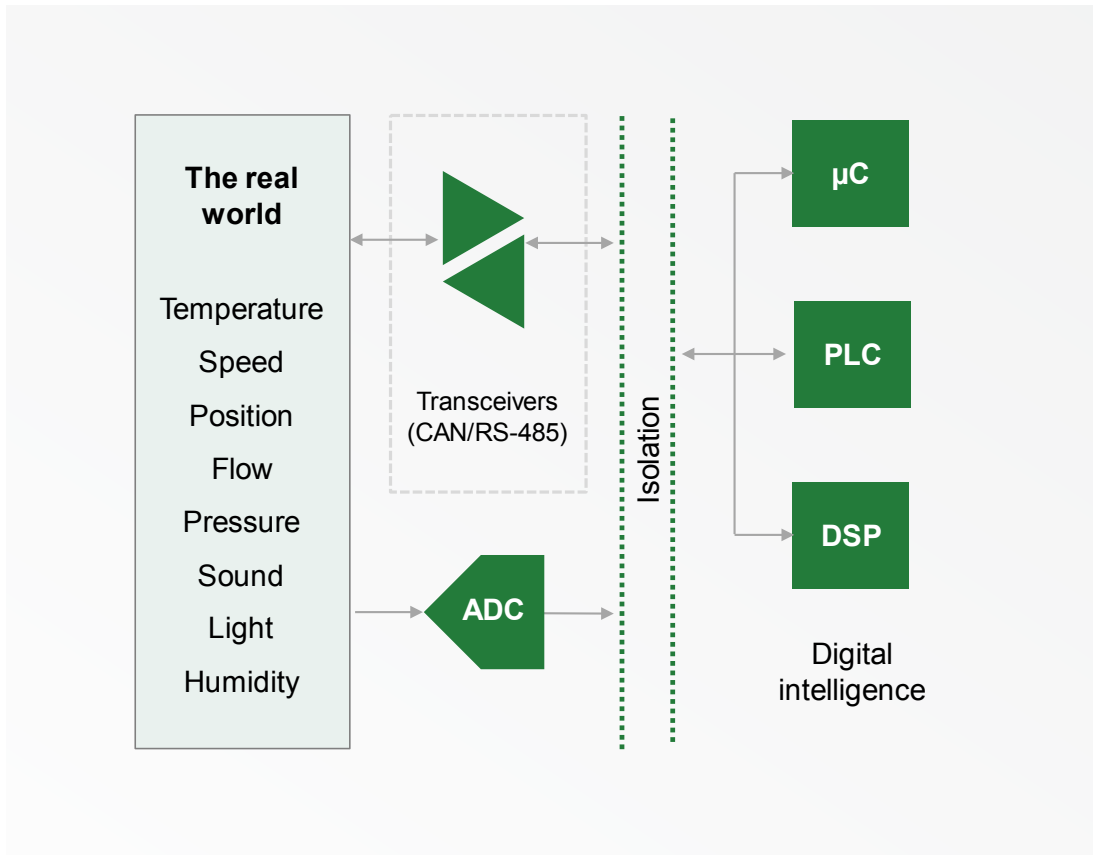 The real
world
Temperature
Speed
Position
Flow
Pressure
Sound
Light
Humidity
Transceivers
(CAN/RS-485)
ADC
Isolation
µC
PLC
DSP
Digital
intelligence